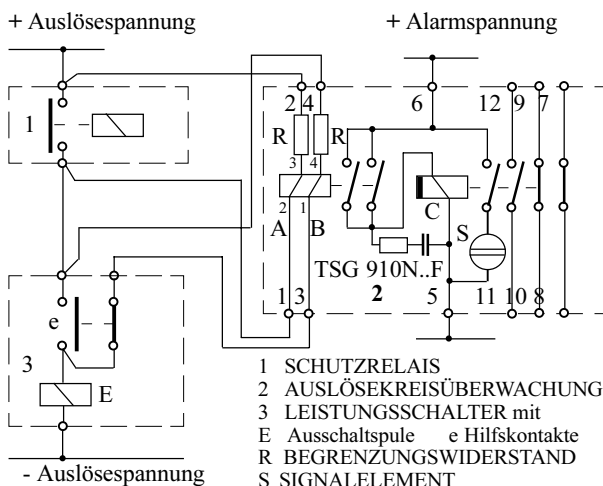 + Auslösespannung
+ Alarmspannung
1
2 4
6
12 9 7
R
R
3 4
2 1
A
B
C
S
TSG 910N..F
2
e
1 3
5
11 10 8
3
E
- Auslösespannung
1 SCHUTZRELAIS
2 AUSLÖSEKREISÜBERWACHUNG
3 LEISTUNGSSCHALTER mit
E Ausschaltspule e Hilfskontakte
R BEGRENZUNGSWIDERSTAND
S SIGNALELEMENT